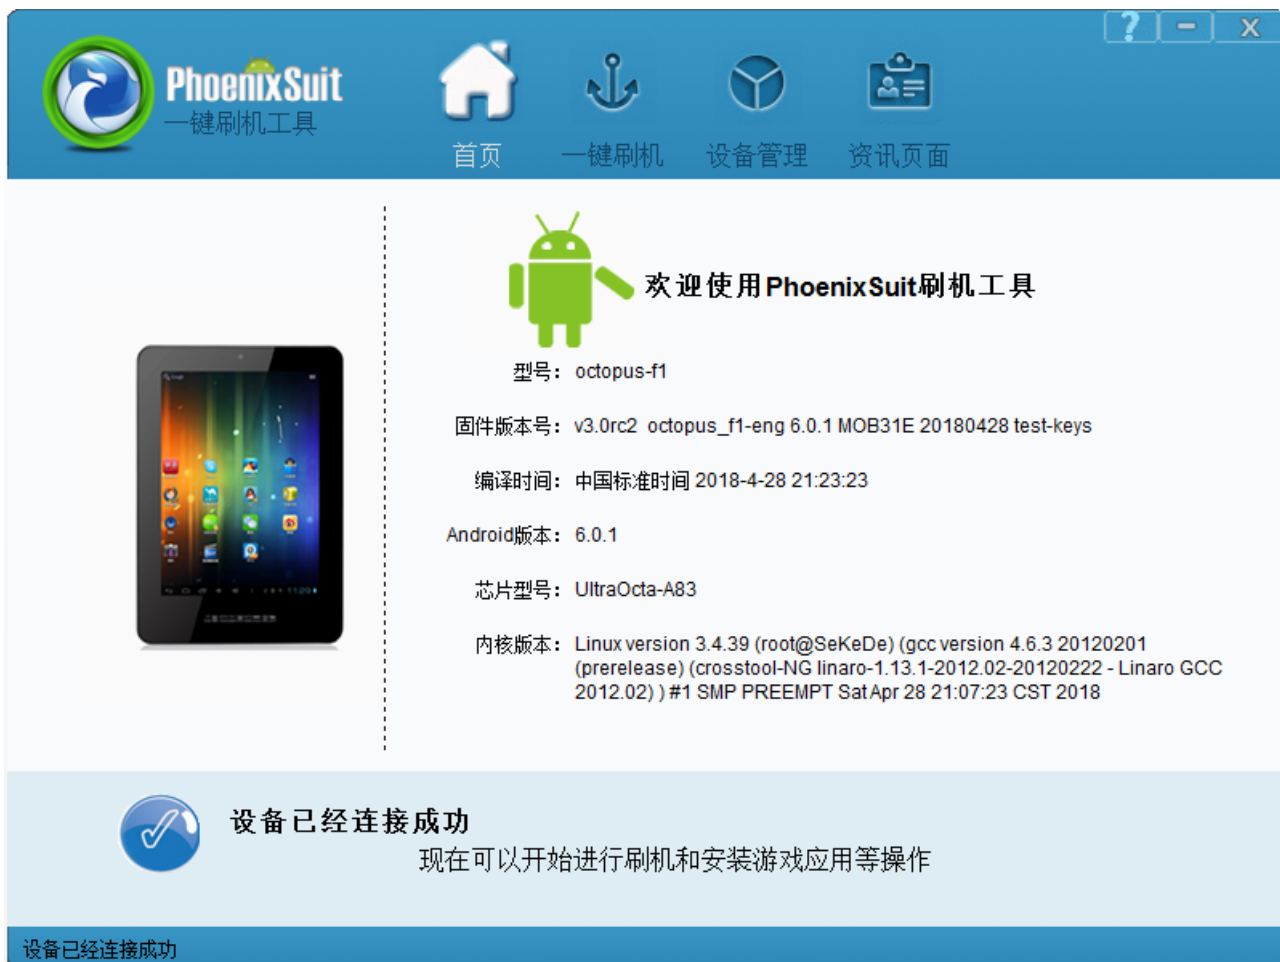 PhoenixSuit
一键刷机工具
首页
一键刷机
设备管理
资讯页面
欢迎使用PhoenixSuit刷机工具
型号： octopus-f1
固件版本号： v3.0rc2 octopus_f1-eng 6.0.1 MOB31E 20180428 test-keys
编译时间： 中国标准时间 2018-4-28 21:23:23
Android版本： 6.0.1
芯片型号： UltraOcta-A83
内核版本： Linux version 3.4.39 (root@SeKeDe) (gcc version 4.6.3 20120201
(prerelease) (crosstool-NG linaro-1.13.1-2012.02-20120222 - Linaro GCC
2012.02) ) #1 SMP PREEMPT Sat Apr 28 21:07:23 CST 2018
设备已经连接成功
现在可以开始进行刷机和安装游戏应用等操作
设备已经连接成功